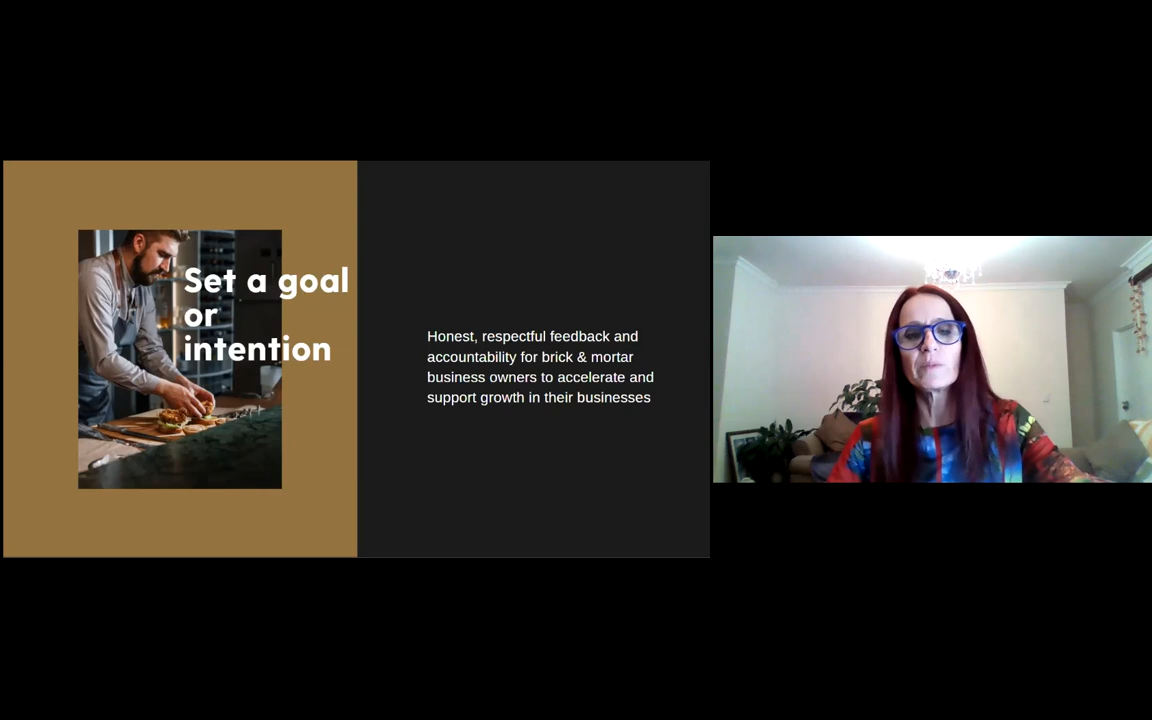 Set a goal
or
intention
Honest, respectful feedback and
accountability for brick & mortar
business owners to accelerate and
support growth in their businesses